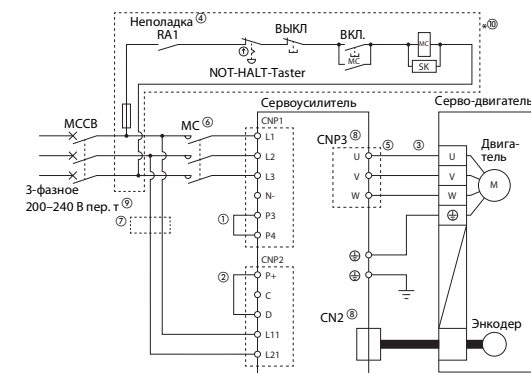 Неполадка ④
RA1
ВЫКЛ
ВКЛ.
MC
SK
MC
*⑩
NOT-HALT-Taster
Сервоусилитель
Серво-двигатель
MCCB
MC ⑥
CNP1
L1
L2
L3
N-
P3
P4
①
CNP3 ⑧
U
V
W
⑤
③
U
V
W
Двига-
тель
M
3-фазное ⑨
200–240 В пер. т
⑦
CNP2
②
P+
C
D
L11
L21
CN2 ⑧
Энкодер